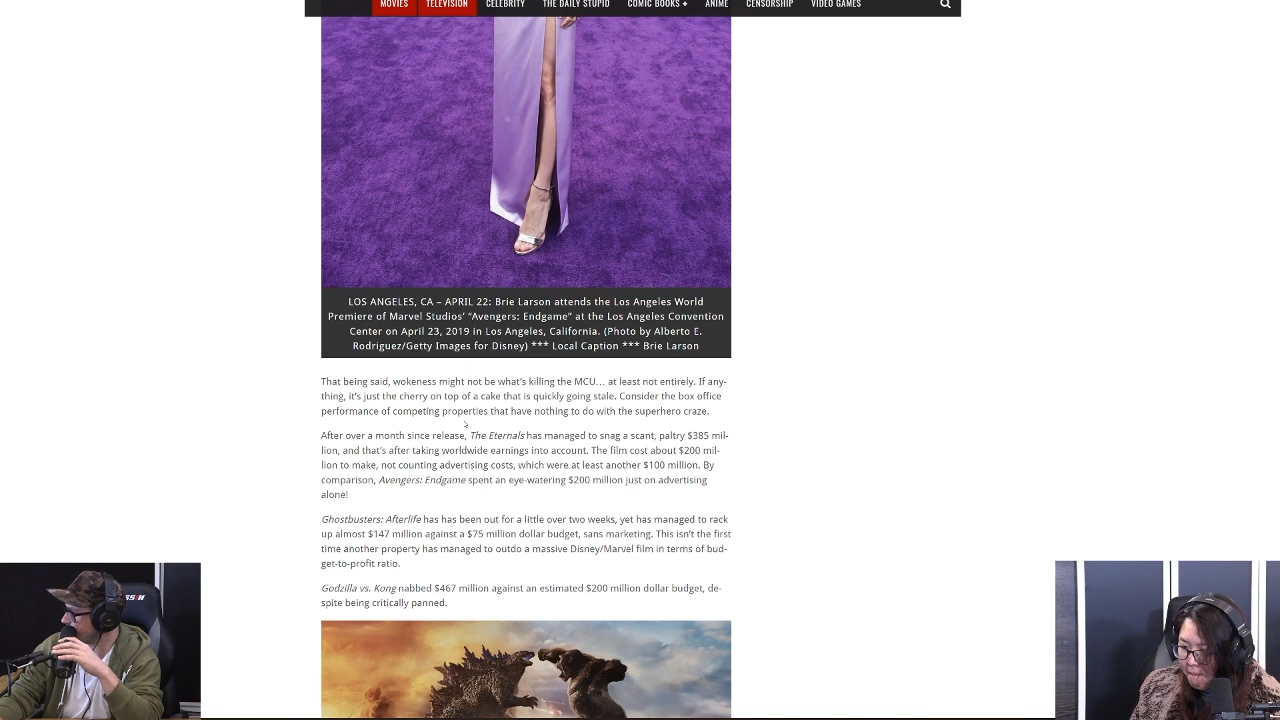 MOVIES TELEVISION CELEBRITY THE DAILY STUPID COMIC BOOKS + ANIME CENSORSHIP VIDEO GAMES
LOS ANGELES, CA – APRIL 22: Brie Larson attends the Los Angeles World
Premiere of Marvel Studios’ “Avengers: Endgame” at the Los Angeles Convention
Center on April 23, 2019 in Los Angeles, California. (Photo by Alberto E.
Rodriguez/Getty Images for Disney) *** Local Caption *** Brie Larson
That being said, wokeness might not be what’s killing the MCU… at least not entirely. If any-
thing, it’s just the cherry on top of a cake that is quickly going stale. Consider the box office
performance of competing properties that have nothing to do with the superhero craze.
After over a month since release, The Eternals has managed to snag a scant, paltry $385 mil-
lion, and that’s after taking worldwide earnings into account. The film cost about $200 mil-
lion to make, not counting advertising costs, which were at least another $100 million. By
comparison, Avengers: Endgame spent an eye-watering $200 million just on advertising
alone!
Ghostbusters: Afterlife has has been out for a little over two weeks, yet has managed to rack
up almost $147 million against a $75 million dollar budget, sans marketing. This isn’t the first
time another property has managed to outdo a massive Disney/Marvel film in terms of bud-
get-to-profit ratio.
Godzilla vs. Kong nabbed $467 million against an estimated $200 million dollar budget, de-
spite being critically panned.